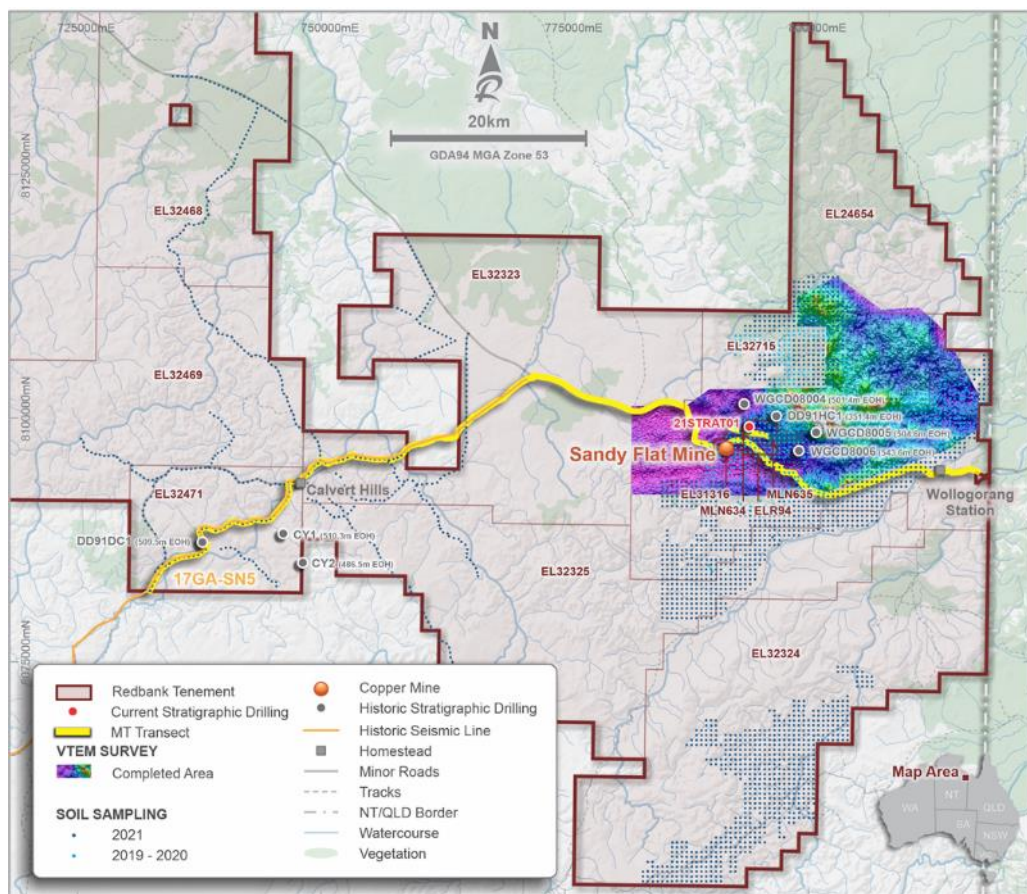 725000mE
750000mE
775000mE
800000mE
N
20km
GDA94 MGA Zone 53
8125000mN
8100000mN
8075000mN
EL32468
EL24654
EL32323
EL32715
EL32469
WGCD08004 (501.4m EOH)
DD91HC1 (351.4m EOH)
21STRAT01
WGCD8005 (504.6m EOH)
Sandy Flat Mine
WGCD8006 (543.6m EOH)
EL31316
MLN635
MLN634
ELR94
Wollogorang
Station
EL32471
Calvert Hills
DD91DC1 (509.5m EOH)
CY1 (510.3m EOH)
CY2 (486.5m EOH)
17GA-SN5
EL32325
EL32324
Redbank Tenement
Current Stratigraphic Drilling
MT Transect
VTEM SURVEY
Completed Area
SOIL SAMPLING
2021
2019 - 2020
Copper Mine
Historic Stratigraphic Drilling
Historic Seismic Line
Homestead
Minor Roads
Tracks
NT/QLD Border
Watercourse
Vegetation
Map Area
WA
NT
QLD
SA
NSW